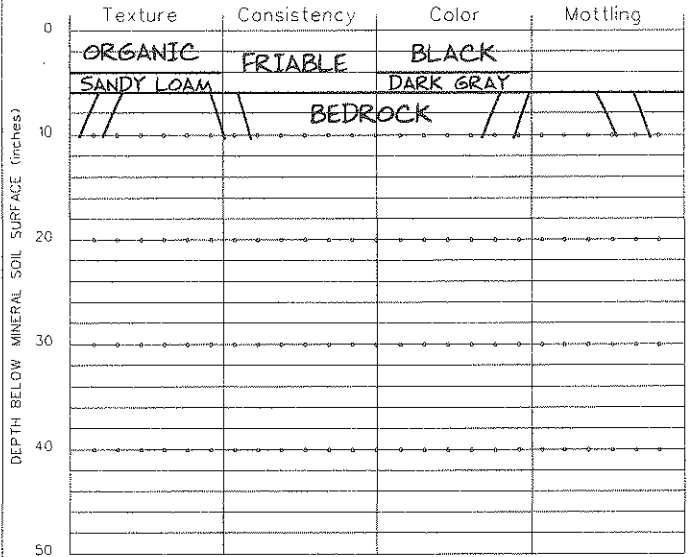 Texture Consistency Color Mottling
0
ORGANIC FRIABLE BLACK
SANDY LOAM DARK GRAY
BEDROCK
10
20
30
40
50
DEPTH BELOW MINERAL SOIL SURFACE (inches)